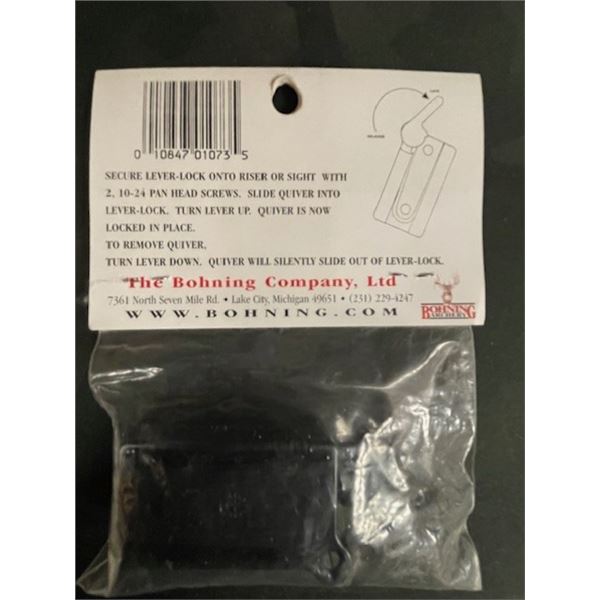 0 10847 01073 5
LOCK
RELEASE
SECURE LEVER-LOCK ONTO RISER OR SIGHT WITH
2, 10-24 PAN HEAD SCREWS. SLIDE QUIVER INTO
LEVER-LOCK. TURN LEVER UP. QUIVER IS NOW
LOCKED IN PLACE.
TO REMOVE QUIVER,
TURN LEVER DOWN. QUIVER WILL SILENTLY SLIDE OUT OF LEVER-LOCK.
The Bohning Company, Ltd
7361 North Seven Mile Rd. • Lake City, Michigan 49651 • (231) 229-4247
WWW.BOHNING.COM
BOHNING
ARCHERY